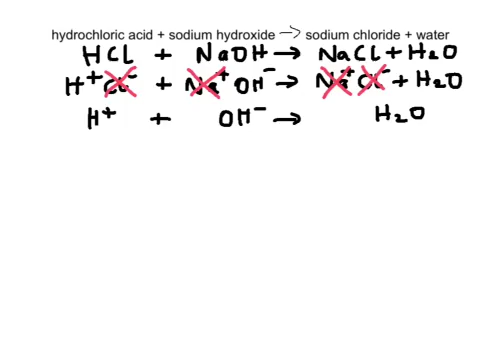 hydrochloric acid + sodium hydroxide → sodium chloride + water
HCL + NaOH → NaCl + H₂O
H⁺Cl⁻ + Na⁺ OH⁻ → Na⁺Cl⁻ + H₂O
H⁺ + OH⁻ → H₂O